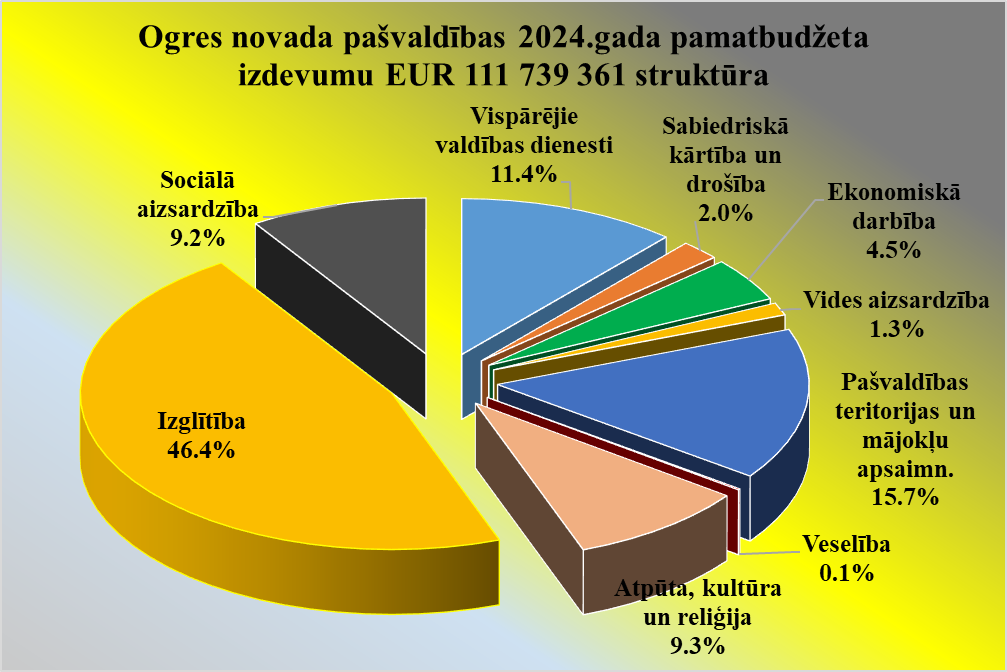 Ogres novada pašvaldības 2024.gada pamatbudžeta
izdevumu EUR 111 739 361 struktūra
Vispārējie
valdības dienesti
11.4%
Sabiedriskā
kārtība un
drošība
2.0%
Ekonomiskā
darbība
4.5%
Vides aizsardzība
1.3%
Pašvaldības
teritorijas un
mājokļu
apsaimn.
15.7%
Veselība
0.1%
Atpūta, kultūra
un reliģija
9.3%
Izglītība
46.4%
Sociālā
aizsardzība
9.2%